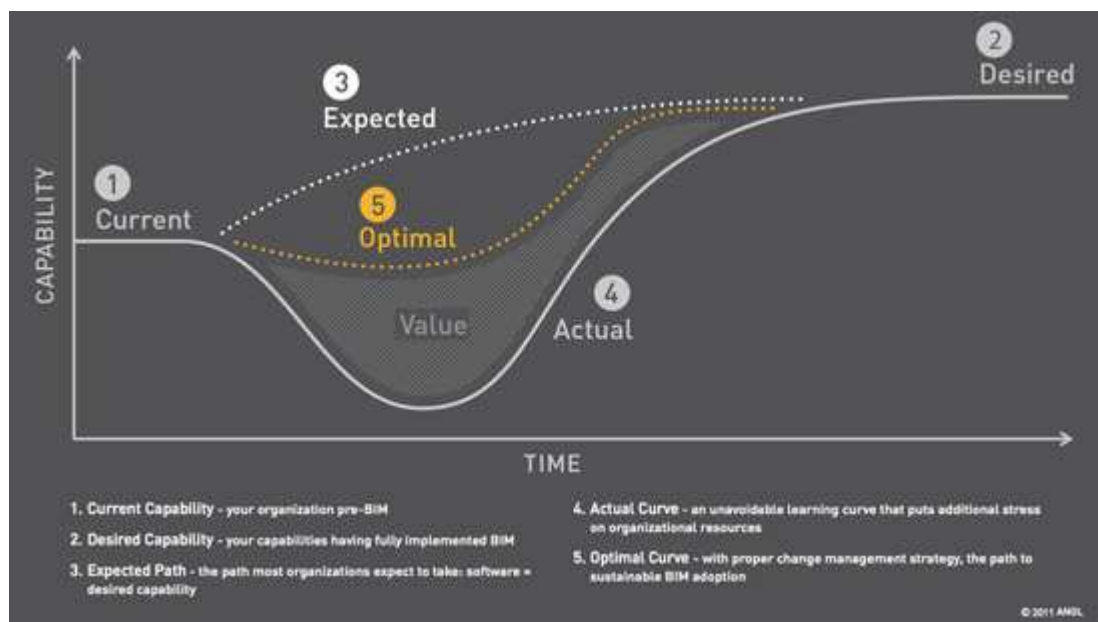 2
Desired
3
Expected
1
Current
5
Optimal
4
Actual
Value
CAPABILITY
TIME
1. Current Capability - your organization pre-BIM
2. Desired Capability - your capabilities having fully implemented BIM
3. Expected Path - the path most organizations expect to take: software =
desired capability
4. Actual Curve - an unavoidable learning curve that puts additional stress
on organizational resources
5. Optimal Curve - with proper change management strategy, the path to
sustainable BIM adoption
© 2011 ANGL